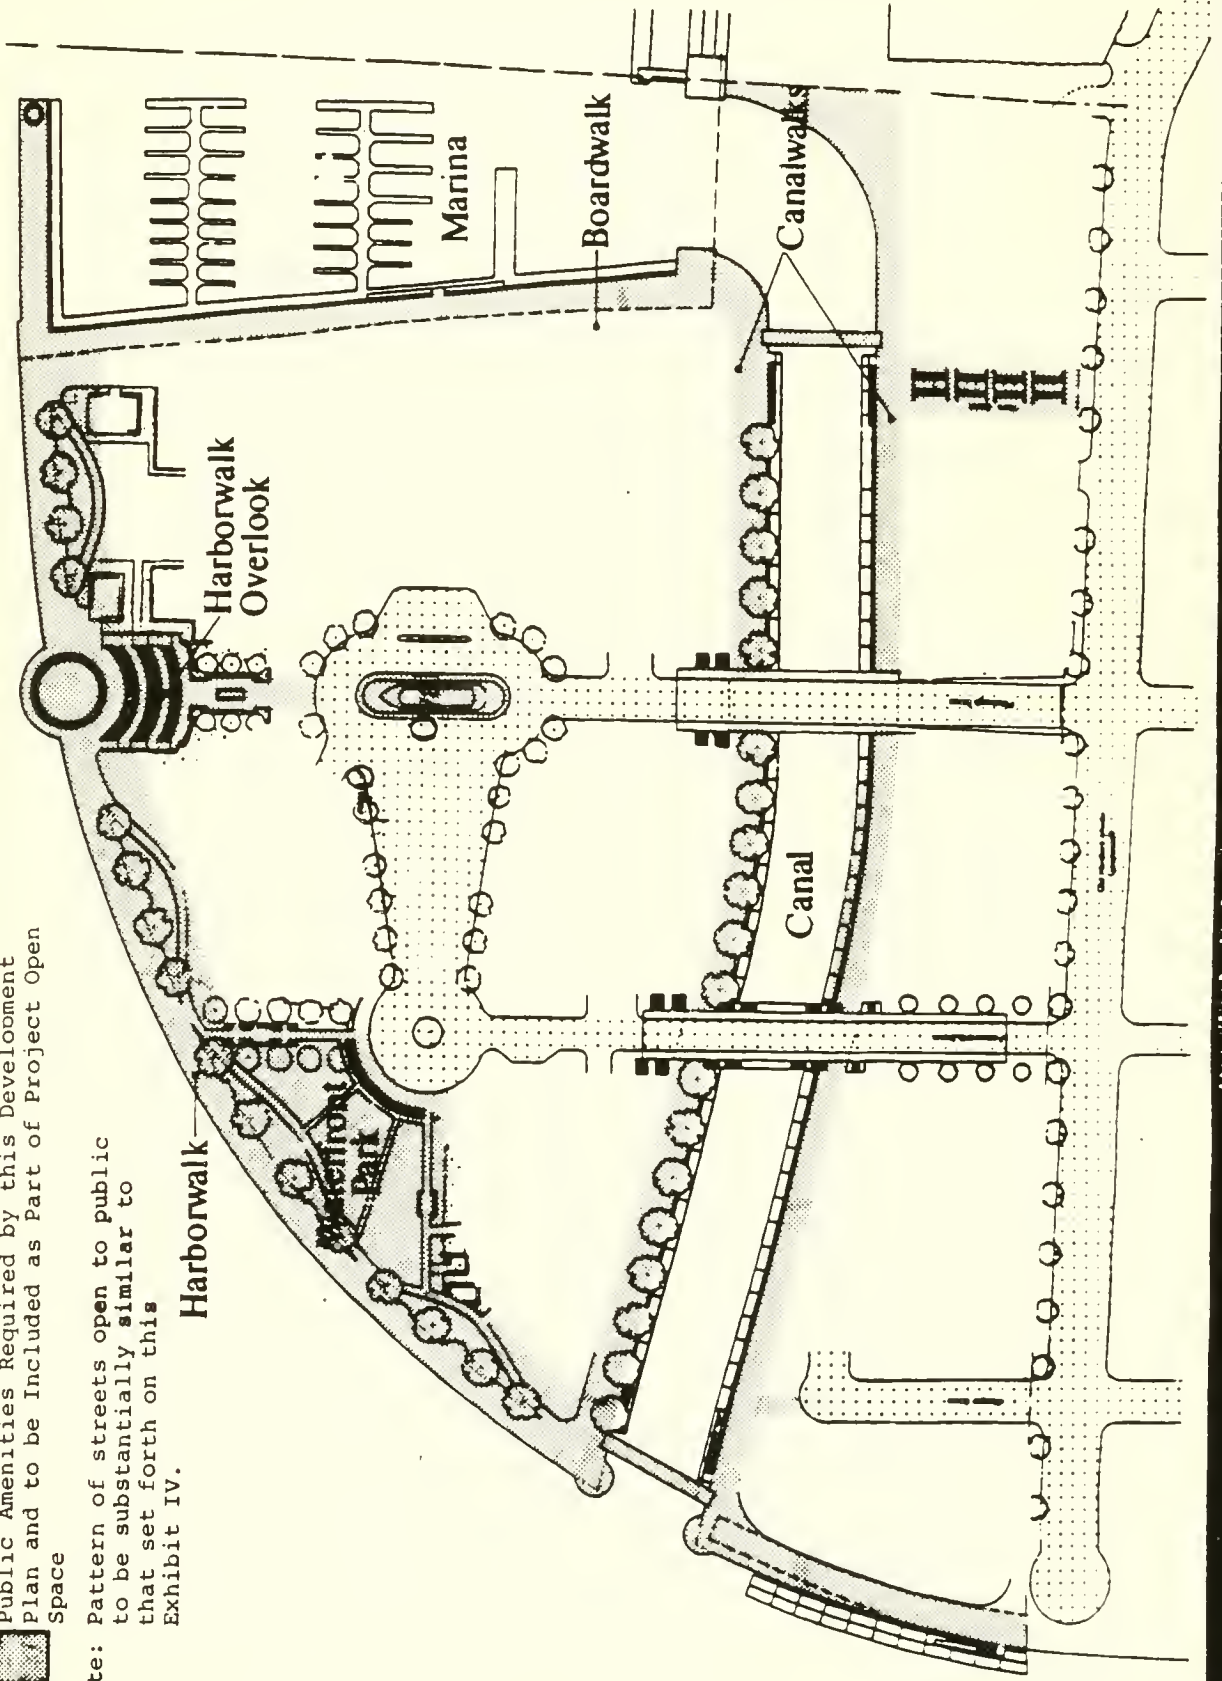 Public Amenities Required by this Development
Plan and to be Included as Part of Project Open
Space
te: Pattern of streets open to public
to be substantially similar to
that set forth on this
Exhibit IV.
Harborwalk
Waterfront
Park
Harborwalk
Overlook
Marina
Boardwalk
Canalwalks
Canal